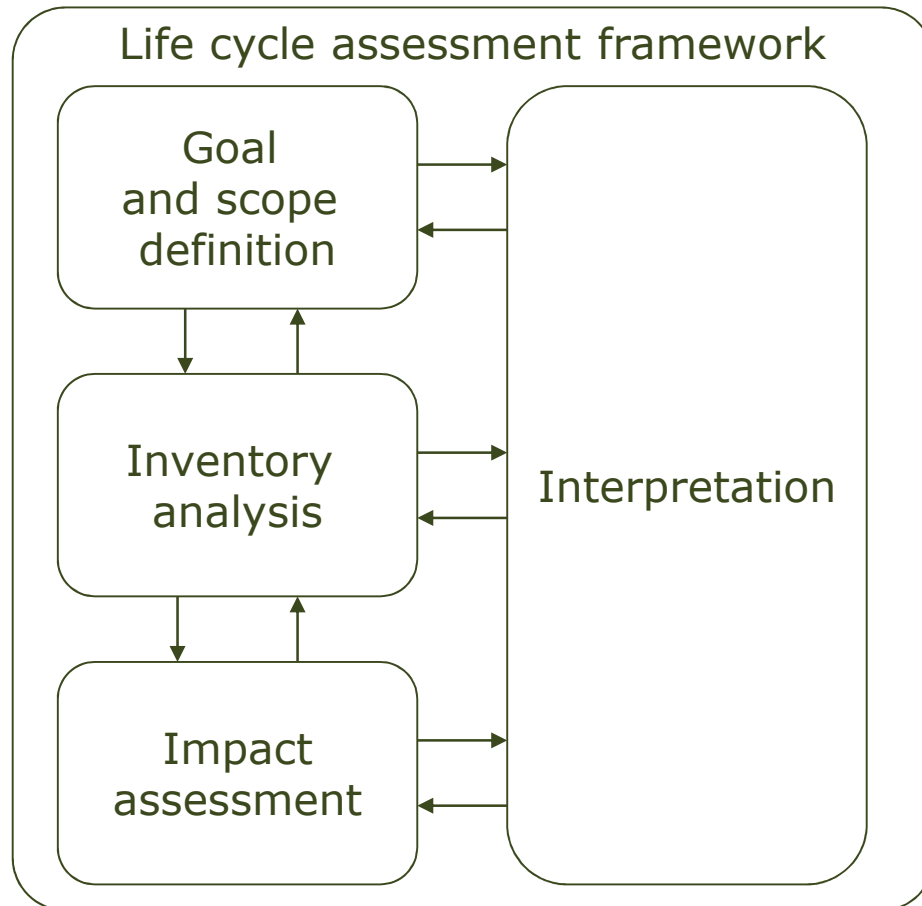 Life cycle assessment framework
Goal
and scope
definition
Inventory
analysis
Interpretation
Impact
assessment